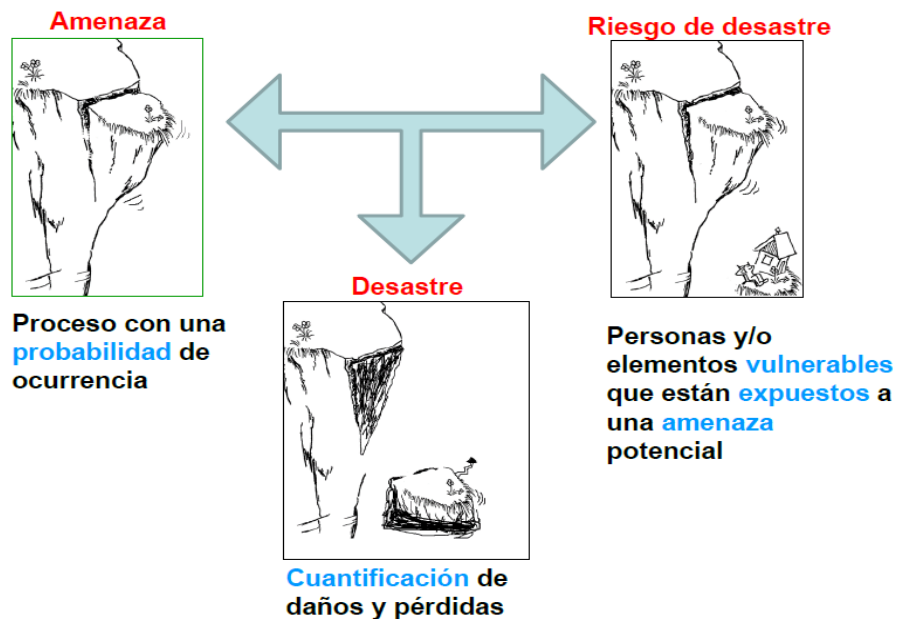 Amenaza
Proceso con una
probabilidad de
ocurrencia
Desastre
Cuantificación de
daños y pérdidas
Riesgo de desastre
Personas y/o
elementos vulnerables
que están expuestos a
una amenaza
potencial